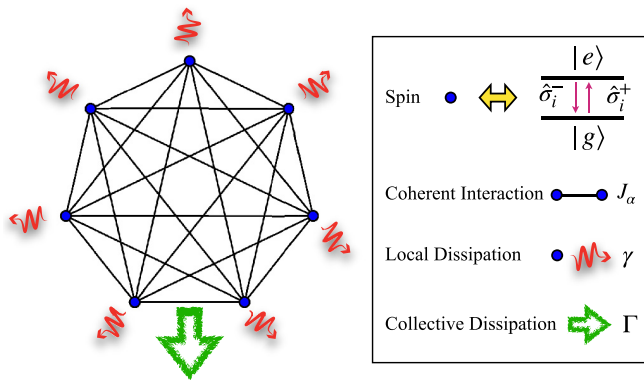 |e⟩
Spin σ̂ᵢ⁻ σ̂ᵢ⁺
|g⟩
Coherent Interaction J_α
Local Dissipation γ
Collective Dissipation Γ